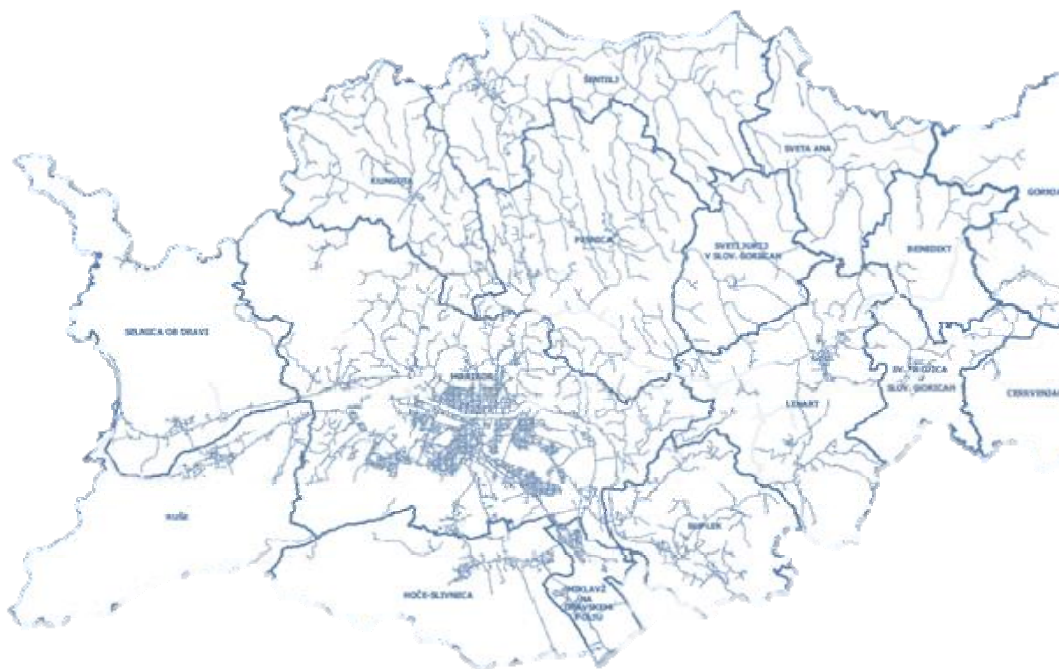 ŠENTILJ
SVETA ANA
KUNGOTA
PESNICA
SVETI JURIJ
V SLOV. GORICAH
BENEDIKT
SELNICA OB DRAVI
MARIBOR
SV. TROJICA
V
SLOV. GORICAH
LENART
CERKVENJAK
RUŠE
DUPLEK
HOČE-SLIVNICA
MIKLAVŽ
NA
DRAVSKEM
POLJU